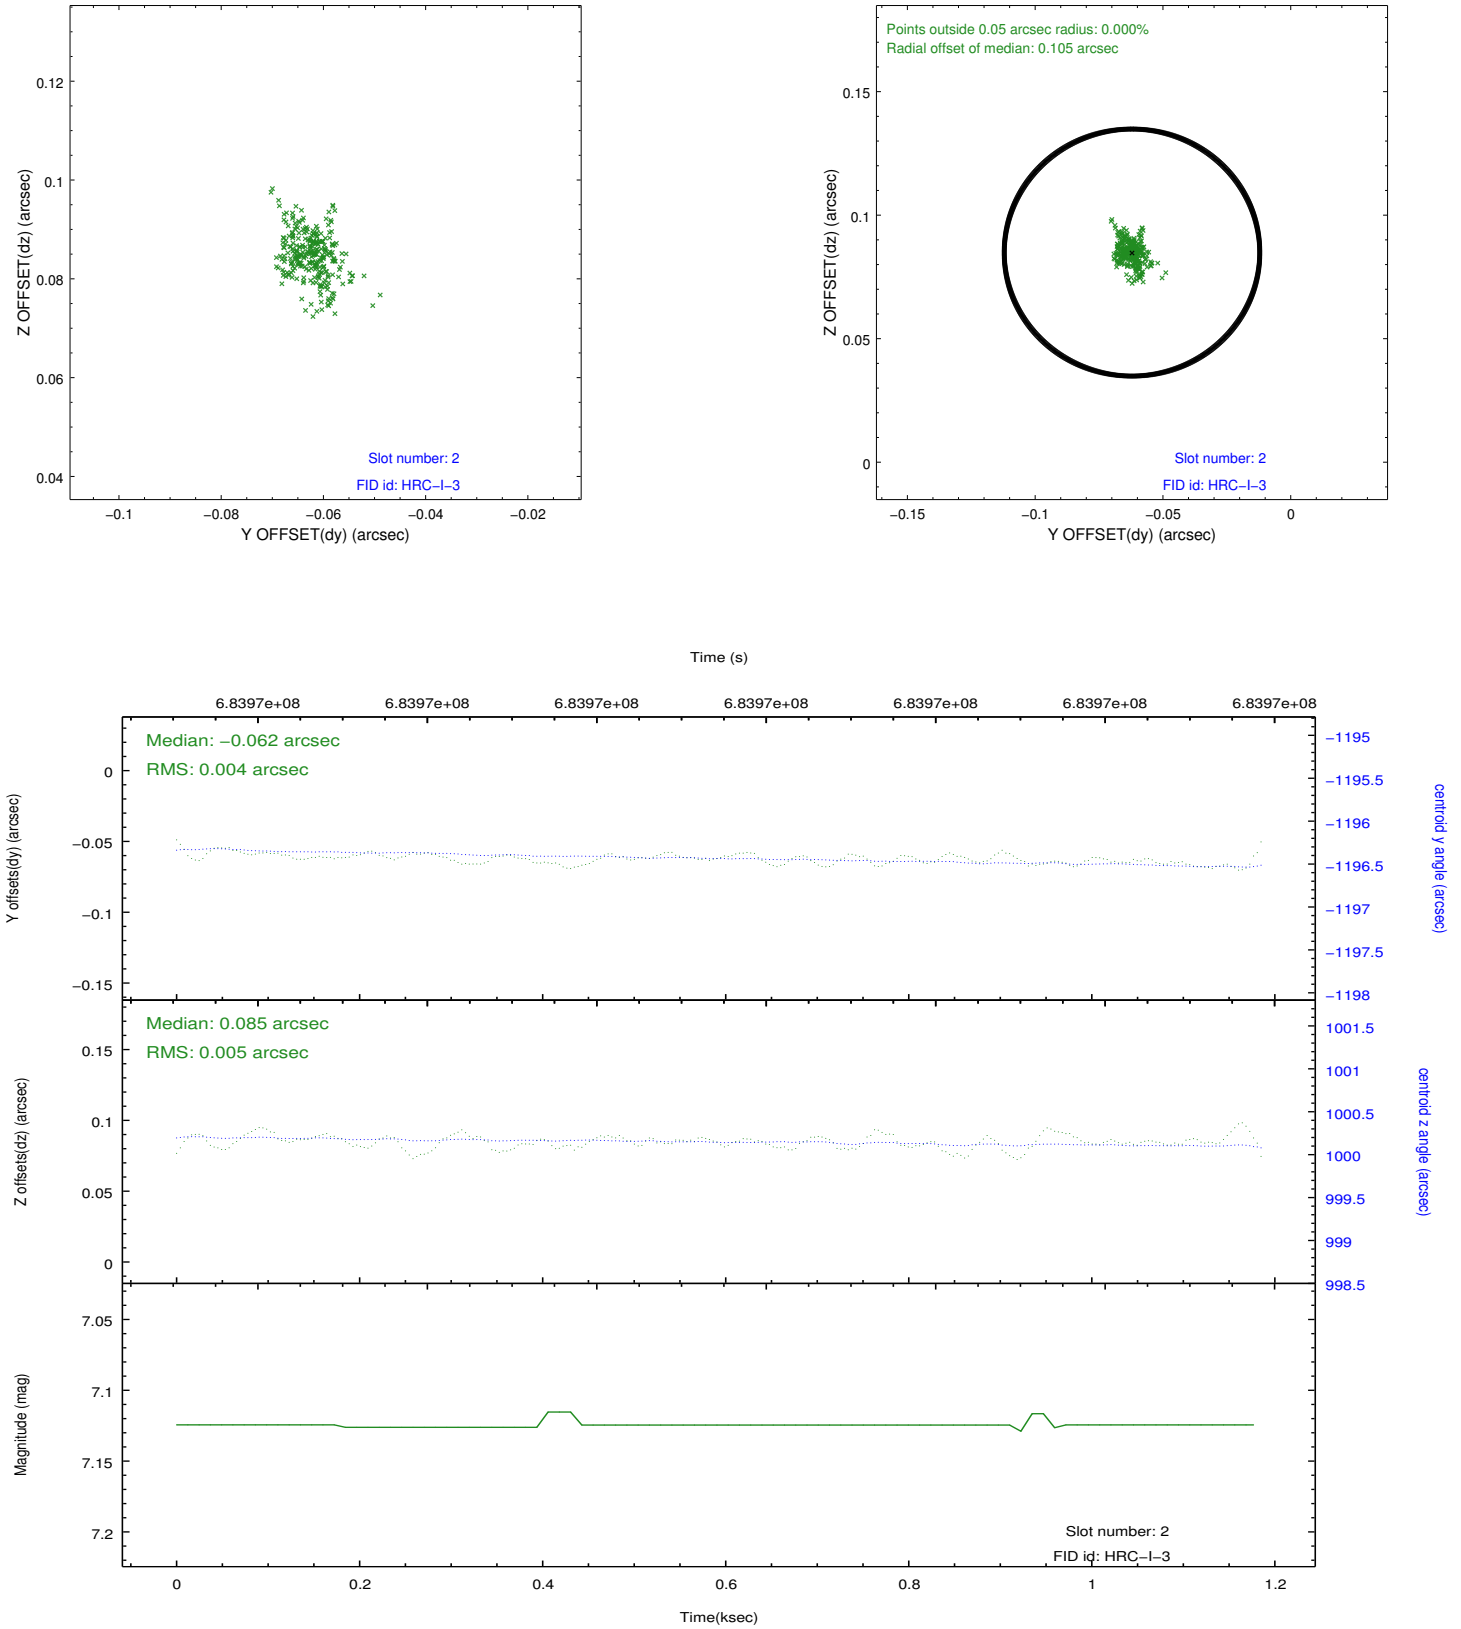 0.12
0.1
0.08
0.06
0.04
Z OFFSET(dz) (arcsec)
Slot number: 2
FID id: HRC−I−3
−0.1 −0.08 −0.06 −0.04 −0.02
Y OFFSET(dy) (arcsec)
Points outside 0.05 arcsec radius: 0.000%
Radial offset of median: 0.105 arcsec
0.15
0.1
0.05
0
Z OFFSET(dz) (arcsec)
Slot number: 2
FID id: HRC−I−3
−0.15 −0.1 −0.05 0
Y OFFSET(dy) (arcsec)
Time (s)
6.8397e+08 6.8397e+08 6.8397e+08 6.8397e+08 6.8397e+08 6.8397e+08 6.8397e+08
Median: −0.062 arcsec
RMS: 0.004 arcsec
0
−0.05
−0.1
−0.15
Y offsets(dy) (arcsec)
−1195
−1195.5
−1196
−1196.5
−1197
−1197.5
−1198
centroid y angle (arcsec)
Median: 0.085 arcsec
RMS: 0.005 arcsec
0.15
0.1
0.05
0
Z offsets(dz) (arcsec)
1001.5
1001
1000.5
1000
999.5
999
998.5
centroid z angle (arcsec)
7.05
7.1
7.15
7.2
Magnitude (mag)
Slot number: 2
FID id: HRC−I−3
0 0.2 0.4 0.6 0.8 1 1.2
Time(ksec)